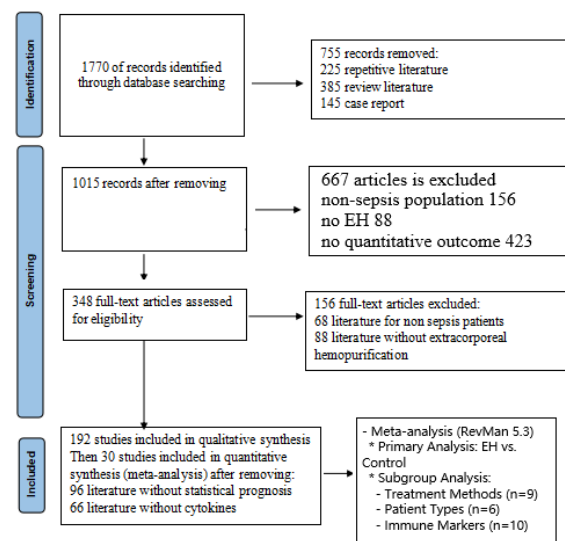 Identification
1770 of records identified
through database searching
755 records removed:
225 repetitive literature
385 review literature
145 case report
Screening
1015 records after removing
667 articles is excluded
non-sepsis population 156
no EH 88
no quantitative outcome 423
348 full-text articles assessed
for eligibility
156 full-text articles excluded:
68 literature for non sepsis patients
88 literature without extracorporeal
hemopurification
Included
192 studies included in qualitative synthesis
Then 30 studies included in quantitative
synthesis (meta-analysis) after removing:
96 literature without statistical prognosis
66 literature without cytokines
- Meta-analysis (RevMan 5.3)
* Primary Analysis: EH vs.
Control
* Subgroup Analysis:
- Treatment Methods (n=9)
- Patient Types (n=6)
- Immune Markers (n=10)